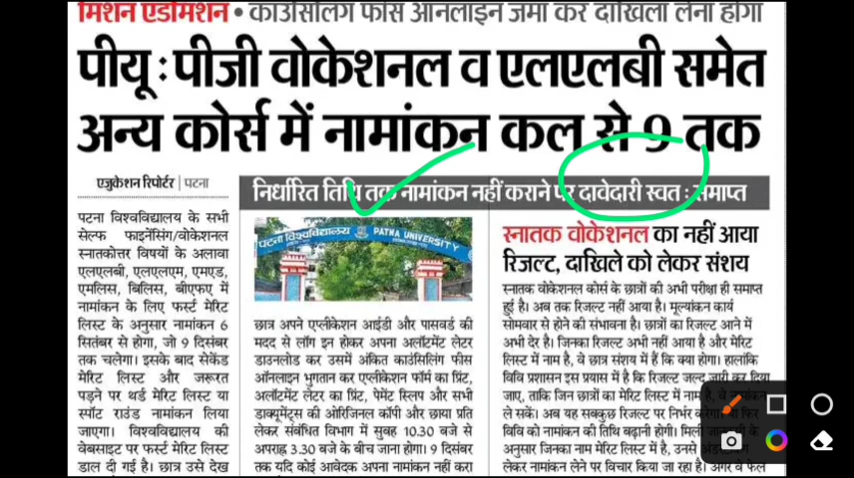 मिशन एडमिशन • काउंसिलिंग फीस ऑनलाइन जमा कर दाखिला लेना होगा
पीयू : पीजी वोकेशनल व एलएलबी समेत
अन्य कोर्स में नामांकन कल से 9 तक
एजुकेशन रिपोर्टर | पटना
पटना विश्वविद्यालय के सभी
सेल्फ फाइनेंसिंग/वोकेशनल
स्नातकोत्तर विषयों के अलावा
एलएलबी, एलएलएम, एमएड,
एमलिस, बिलिस, बीएफए में
नामांकन के लिए फर्स्ट मेरिट
लिस्ट के अनुसार नामांकन 6
सितंबर से होगा, जो 9 दिसंबर
तक चलेगा। इसके बाद सेकेंड
मेरिट लिस्ट और जरूरत
पड़ने पर थर्ड मेरिट लिस्ट या
स्पॉट राउंड नामांकन लिया
जाएगा। विश्वविद्यालय की
वेबसाइट पर फर्स्ट मेरिट लिस्ट
डाल दी गई है। छात्र उसे देख
निर्धारित तिथि तक नामांकन नहीं कराने पर दावेदारी स्वत: समाप्त
पटना विश्वविद्यालय PATNA UNIVERSITY
छात्र अपने एप्लीकेशन आईडी और पासवर्ड की
मदद से लॉग इन होकर अपना अलॉटमेंट लेटर
डाउनलोड कर उसमें अंकित काउंसिलिंग फीस
ऑनलाइन भुगतान कर एप्लीकेशन फॉर्म का प्रिंट,
अलॉटमेंट लेटर का प्रिंट, पेमेंट स्लिप और सभी
डाक्यूमेंट्स की ओरिजिनल कॉपी और छाया प्रति
लेकर संबंधित विभाग में सुबह 10.30 बजे से
अपराह्न 3.30 बजे के बीच जाना होगा। 9 दिसंबर
तक यदि कोई आवेदक अपना नामांकन नहीं करा
स्नातक वोकेशनल का नहीं आया
रिजल्ट, दाखिले को लेकर संशय
स्नातक वोकेशनल कोर्स के छात्रों की अभी परीक्षा ही समाप्त
हुई है। अब तक रिजल्ट नहीं आया है। मूल्यांकन कार्य
सोमवार से होने की संभावना है। छात्रों का रिजल्ट आने में
अभी देर है। जिनका रिजल्ट अभी नहीं आया है और मेरिट
लिस्ट में नाम है, वे छात्र संशय में हैं कि क्या होगा। हालांकि
विवि प्रशासन इस प्रयास में है कि रिजल्ट जल्द जारी कर दिया
जाए, ताकि जिन छात्रों का मेरिट लिस्ट में नाम है, वे नामांकन
ले सकें। अब यह सबकुछ रिजल्ट पर निर्भर करेगा। या फिर
विवि को नामांकन की तिथि बढ़ानी होगी। मिली के
अनुसार जिनका नाम मेरिट लिस्ट में है, उनसे
लेकर नामांकन लेने पर विचार किया जा रहा है। अगर वे फेल